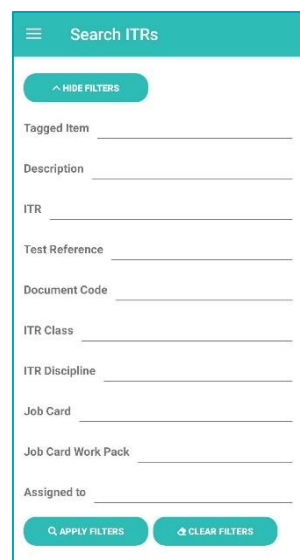 Search ITRs
HIDE FILTERS
Tagged Item
Description
ITR
Test Reference
Document Code
ITR Class
ITR Discipline
Job Card
Job Card Work Pack
Assigned to
APPLY FILTERS CLEAR FILTERS